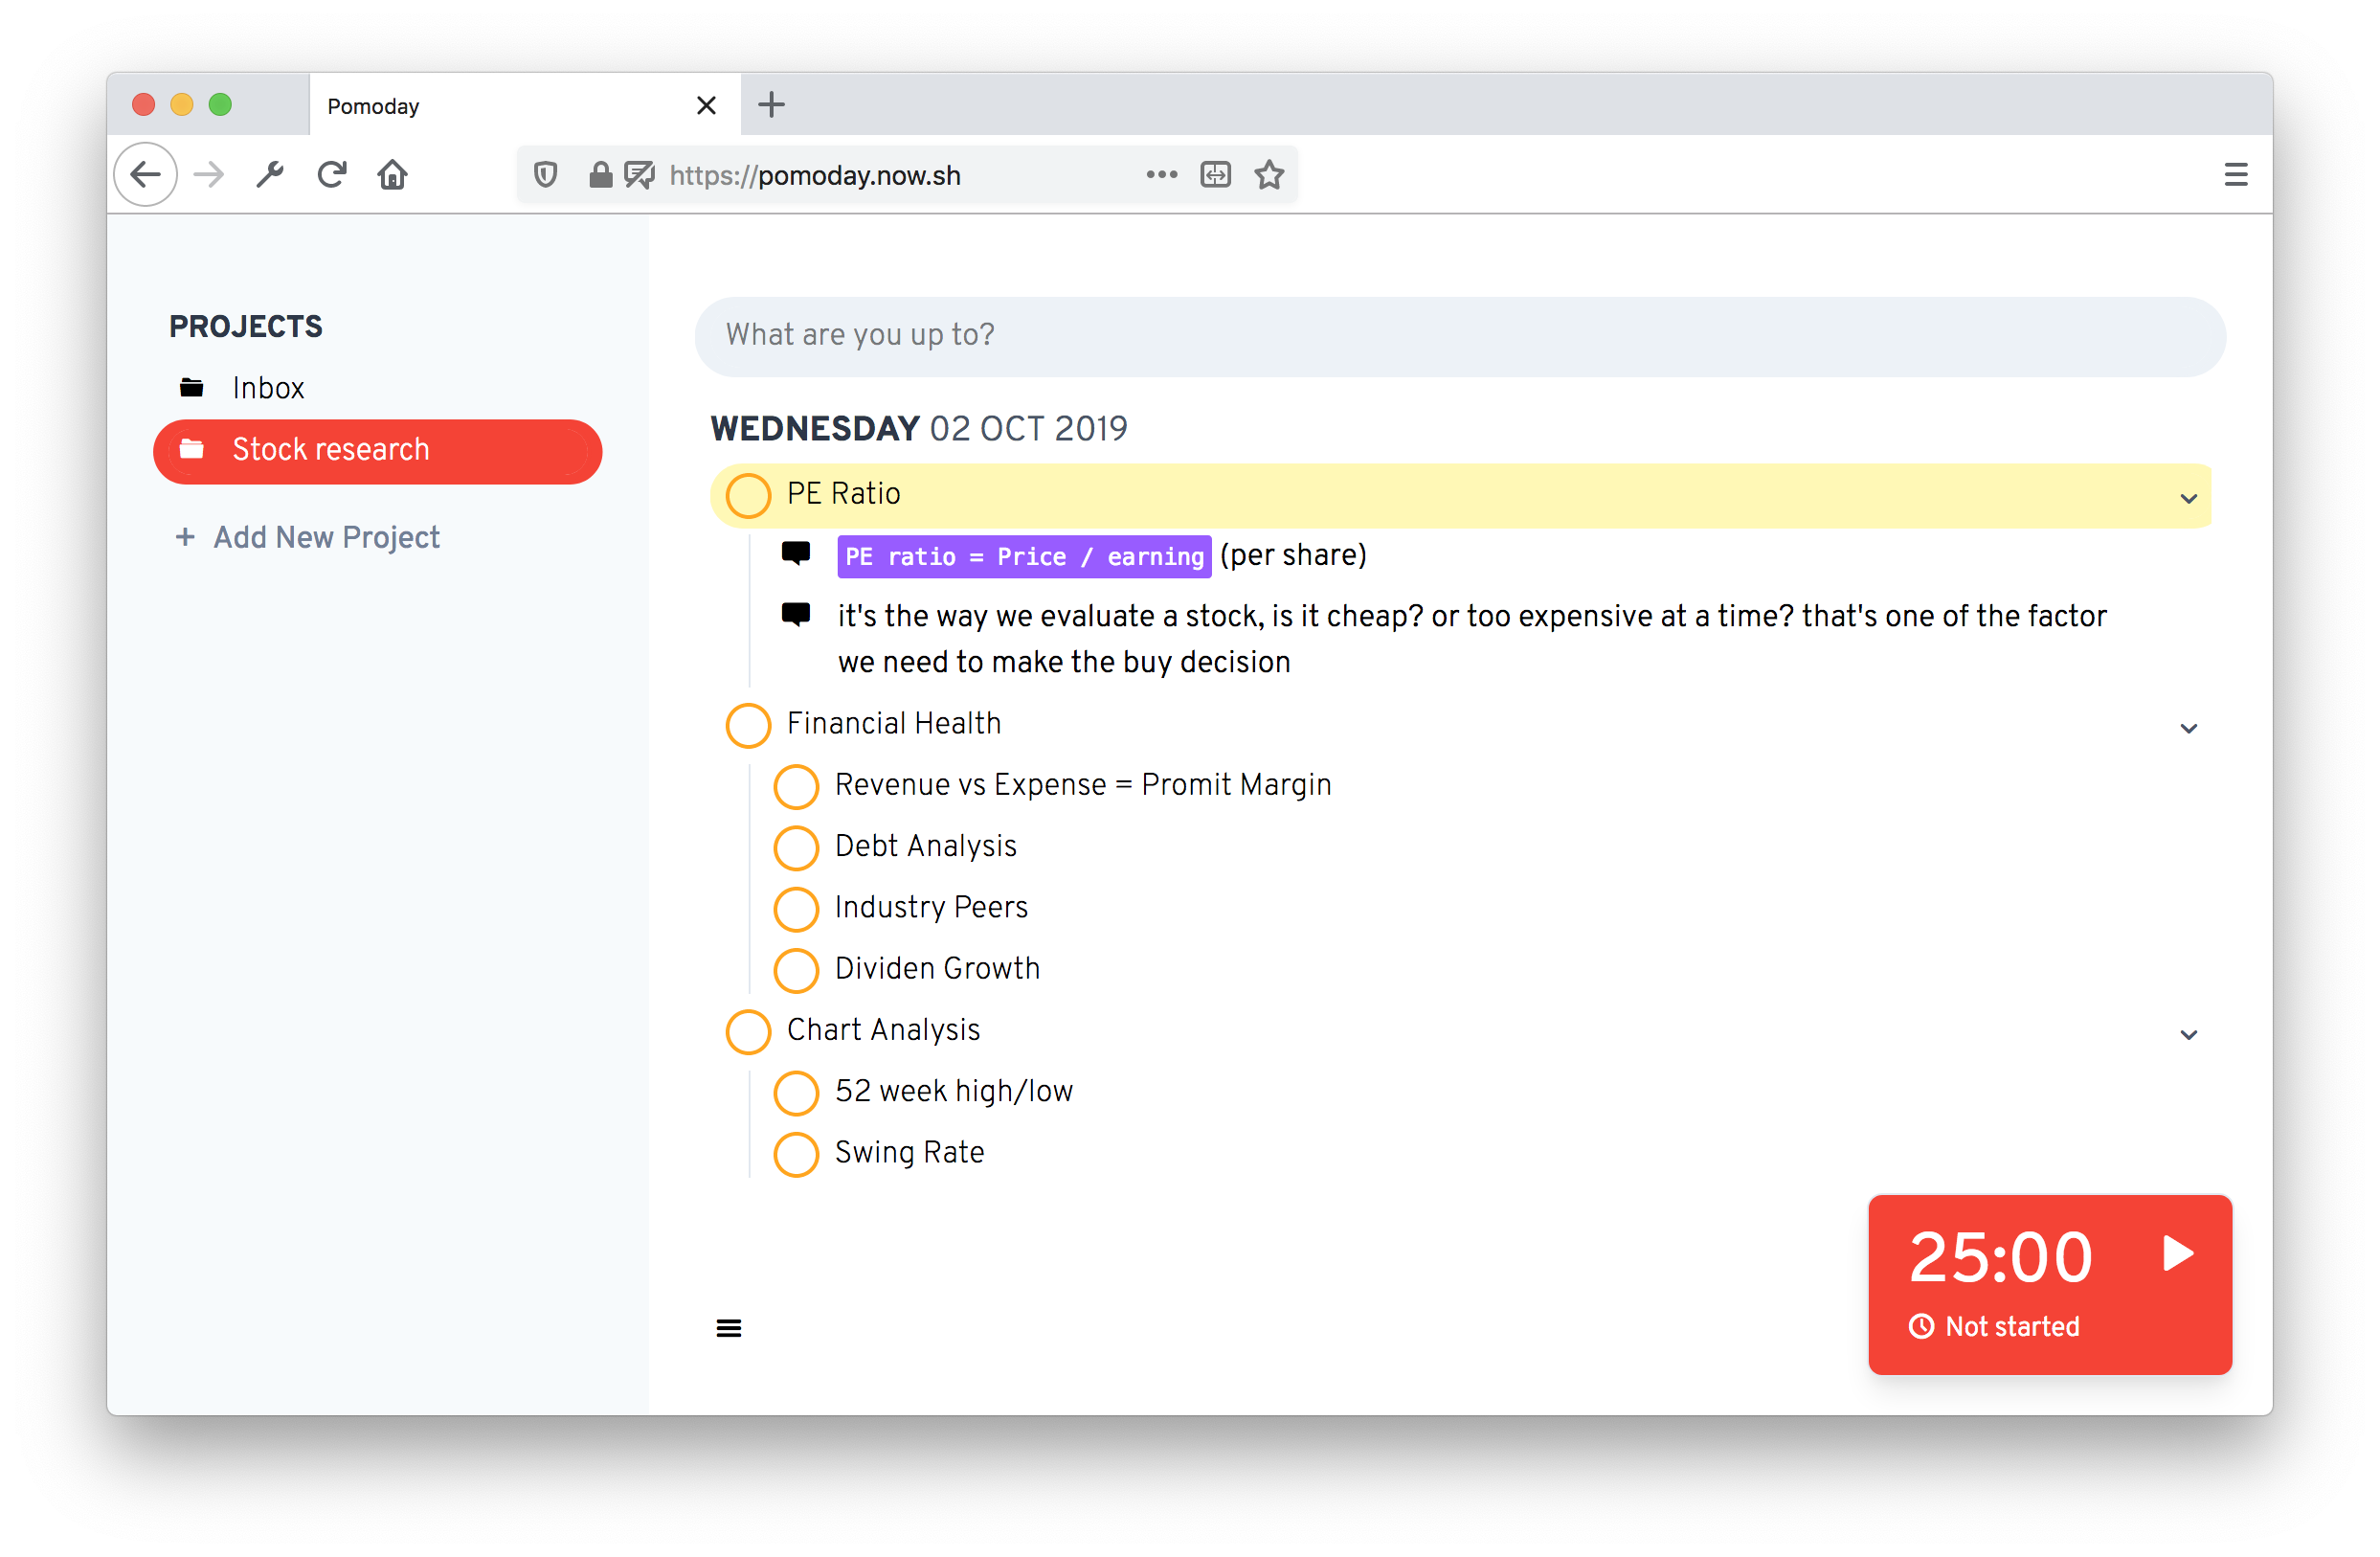 Pomoday
https://pomoday.now.sh
PROJECTS
Inbox
Stock research
+ Add New Project
What are you up to?
WEDNESDAY 02 OCT 2019
PE Ratio
PE ratio = Price / earning (per share)
it's the way we evaluate a stock, is it cheap? or too expensive at a time? that's one of the factor
we need to make the buy decision
Financial Health
Revenue vs Expense = Promit Margin
Debt Analysis
Industry Peers
Dividen Growth
Chart Analysis
52 week high/low
Swing Rate
25:00
Not started